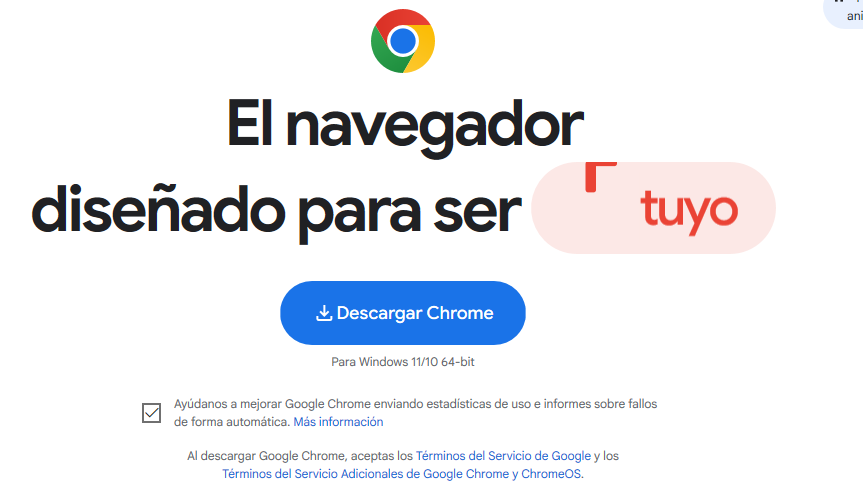 El navegador
diseñado para ser tuyo
Descargar Chrome
Para Windows 11/10 64-bit
Ayúdanos a mejorar Google Chrome enviando estadísticas de uso e informes sobre fallos
de forma automática. Más información
Al descargar Google Chrome, aceptas los Términos del Servicio de Google y los
Términos del Servicio Adicionales de Google Chrome y ChromeOS.